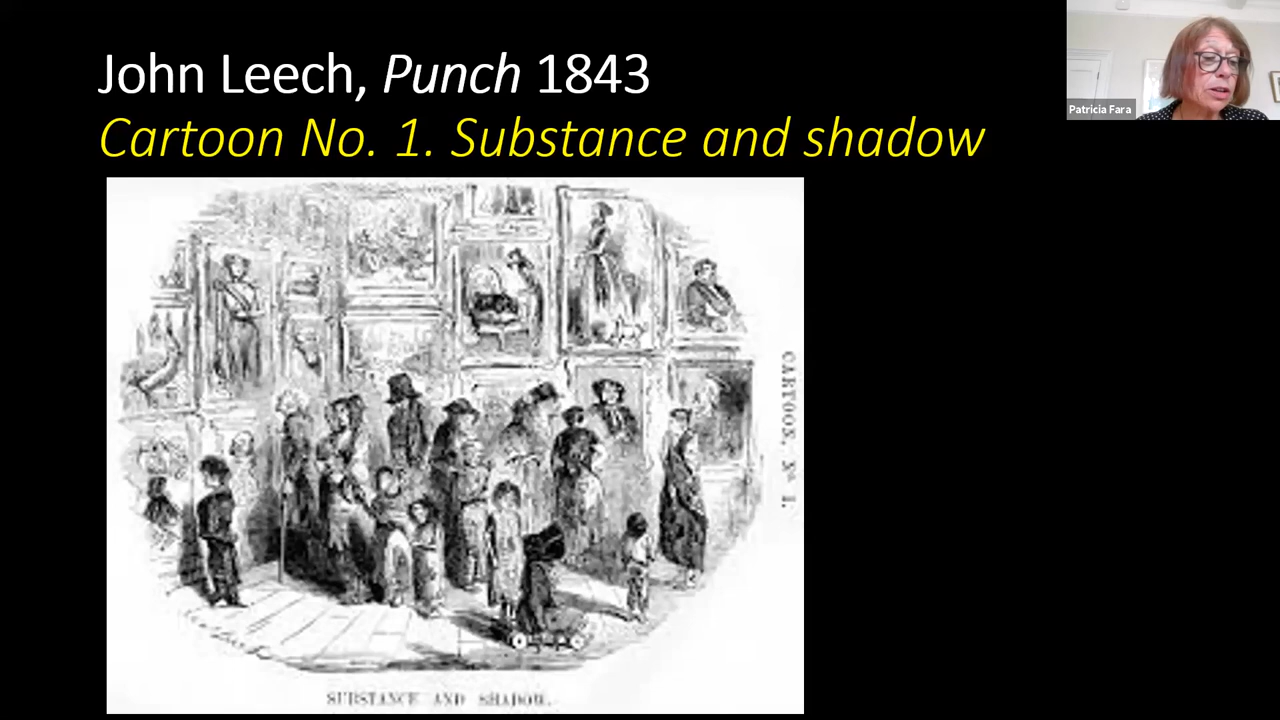 John Leech, Punch 1843
Cartoon No. 1. Substance and shadow
Patricia Fara
CARTOON, Nº 1.
SUBSTANCE AND SHADOW.